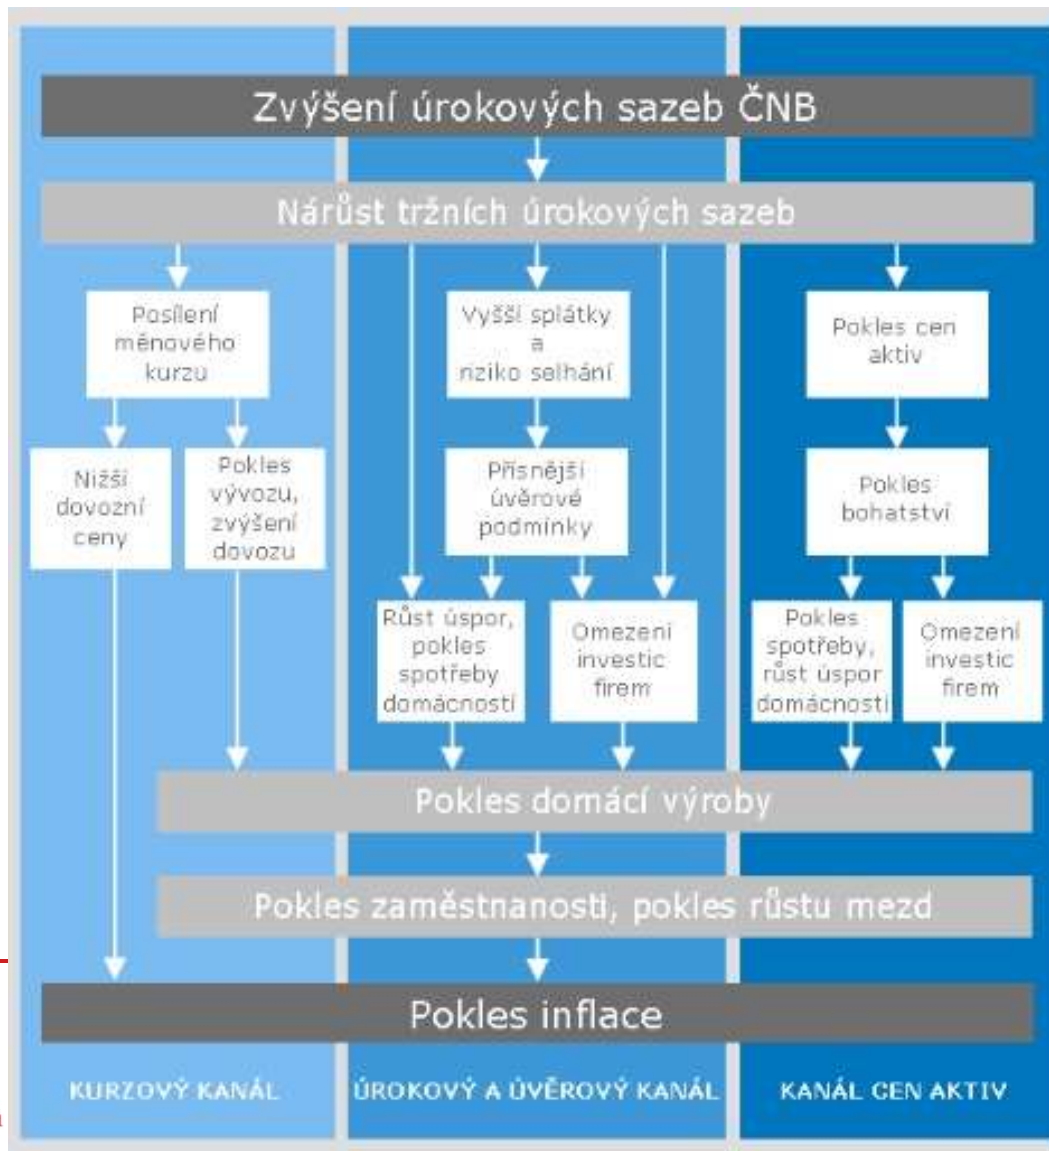 Zvýšení úrokových sazeb ČNB
Nárůst tržních úrokových sazeb
Posílení
měnového
kurzu
Vyšší splátky
a
riziko selhání
Pokles cen
aktiv
Nižší
dovozní
ceny
Pokles
vývozu,
zvýšení
dovozu
Přísnější
úvěrové
podmínky
Pokles
bohatství
Růst úspor,
pokles
spotřeby
domácností
Omezení
investic
firem
Pokles
spotřeby,
růst úspor
domácností
Omezení
investic
firem
Pokles domácí výroby
Pokles zaměstnanosti, pokles růstu mezd
Pokles inflace
KURZOVÝ KANÁL
ÚROKOVÝ A ÚVĚROVÝ KANÁL
KANÁL CEN AKTIV